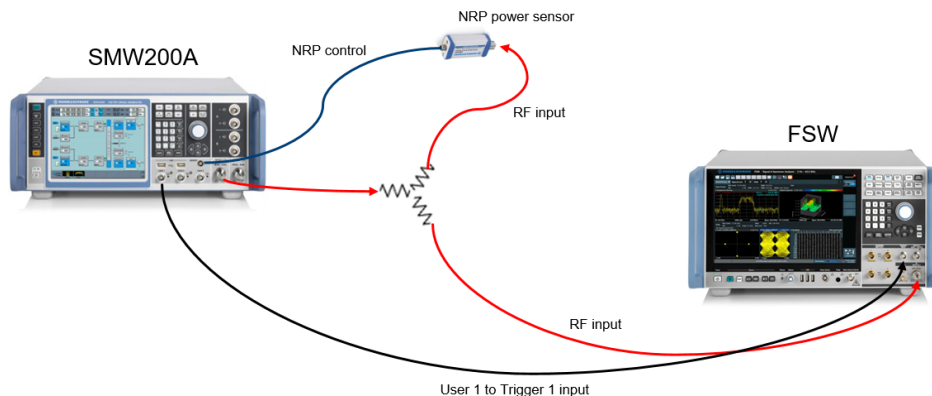 NRP power sensor
SMW200A
NRP control
RF input
FSW
RF input
User 1 to Trigger 1 input